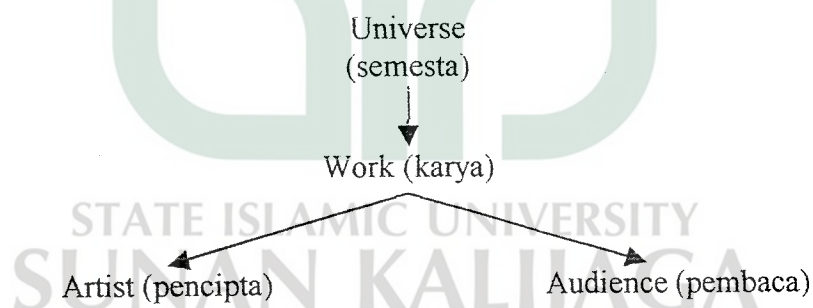 Universe
(semesta)
Work (karya)
STATE ISLAMIC UNIVERSITY
SUNAN KALIJAGA
Artist (pencipta)
Audience (pembaca)